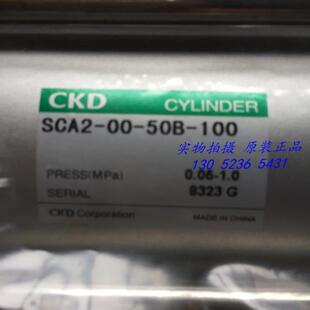 CKD CYLINDER
SCA2-00-50B-100
实物拍摄 原装正品
130 5236 5431
PRESS(MPa) 0.05-1.0
SERIAL 8323 G
CKD Corporation MADE IN CHINA